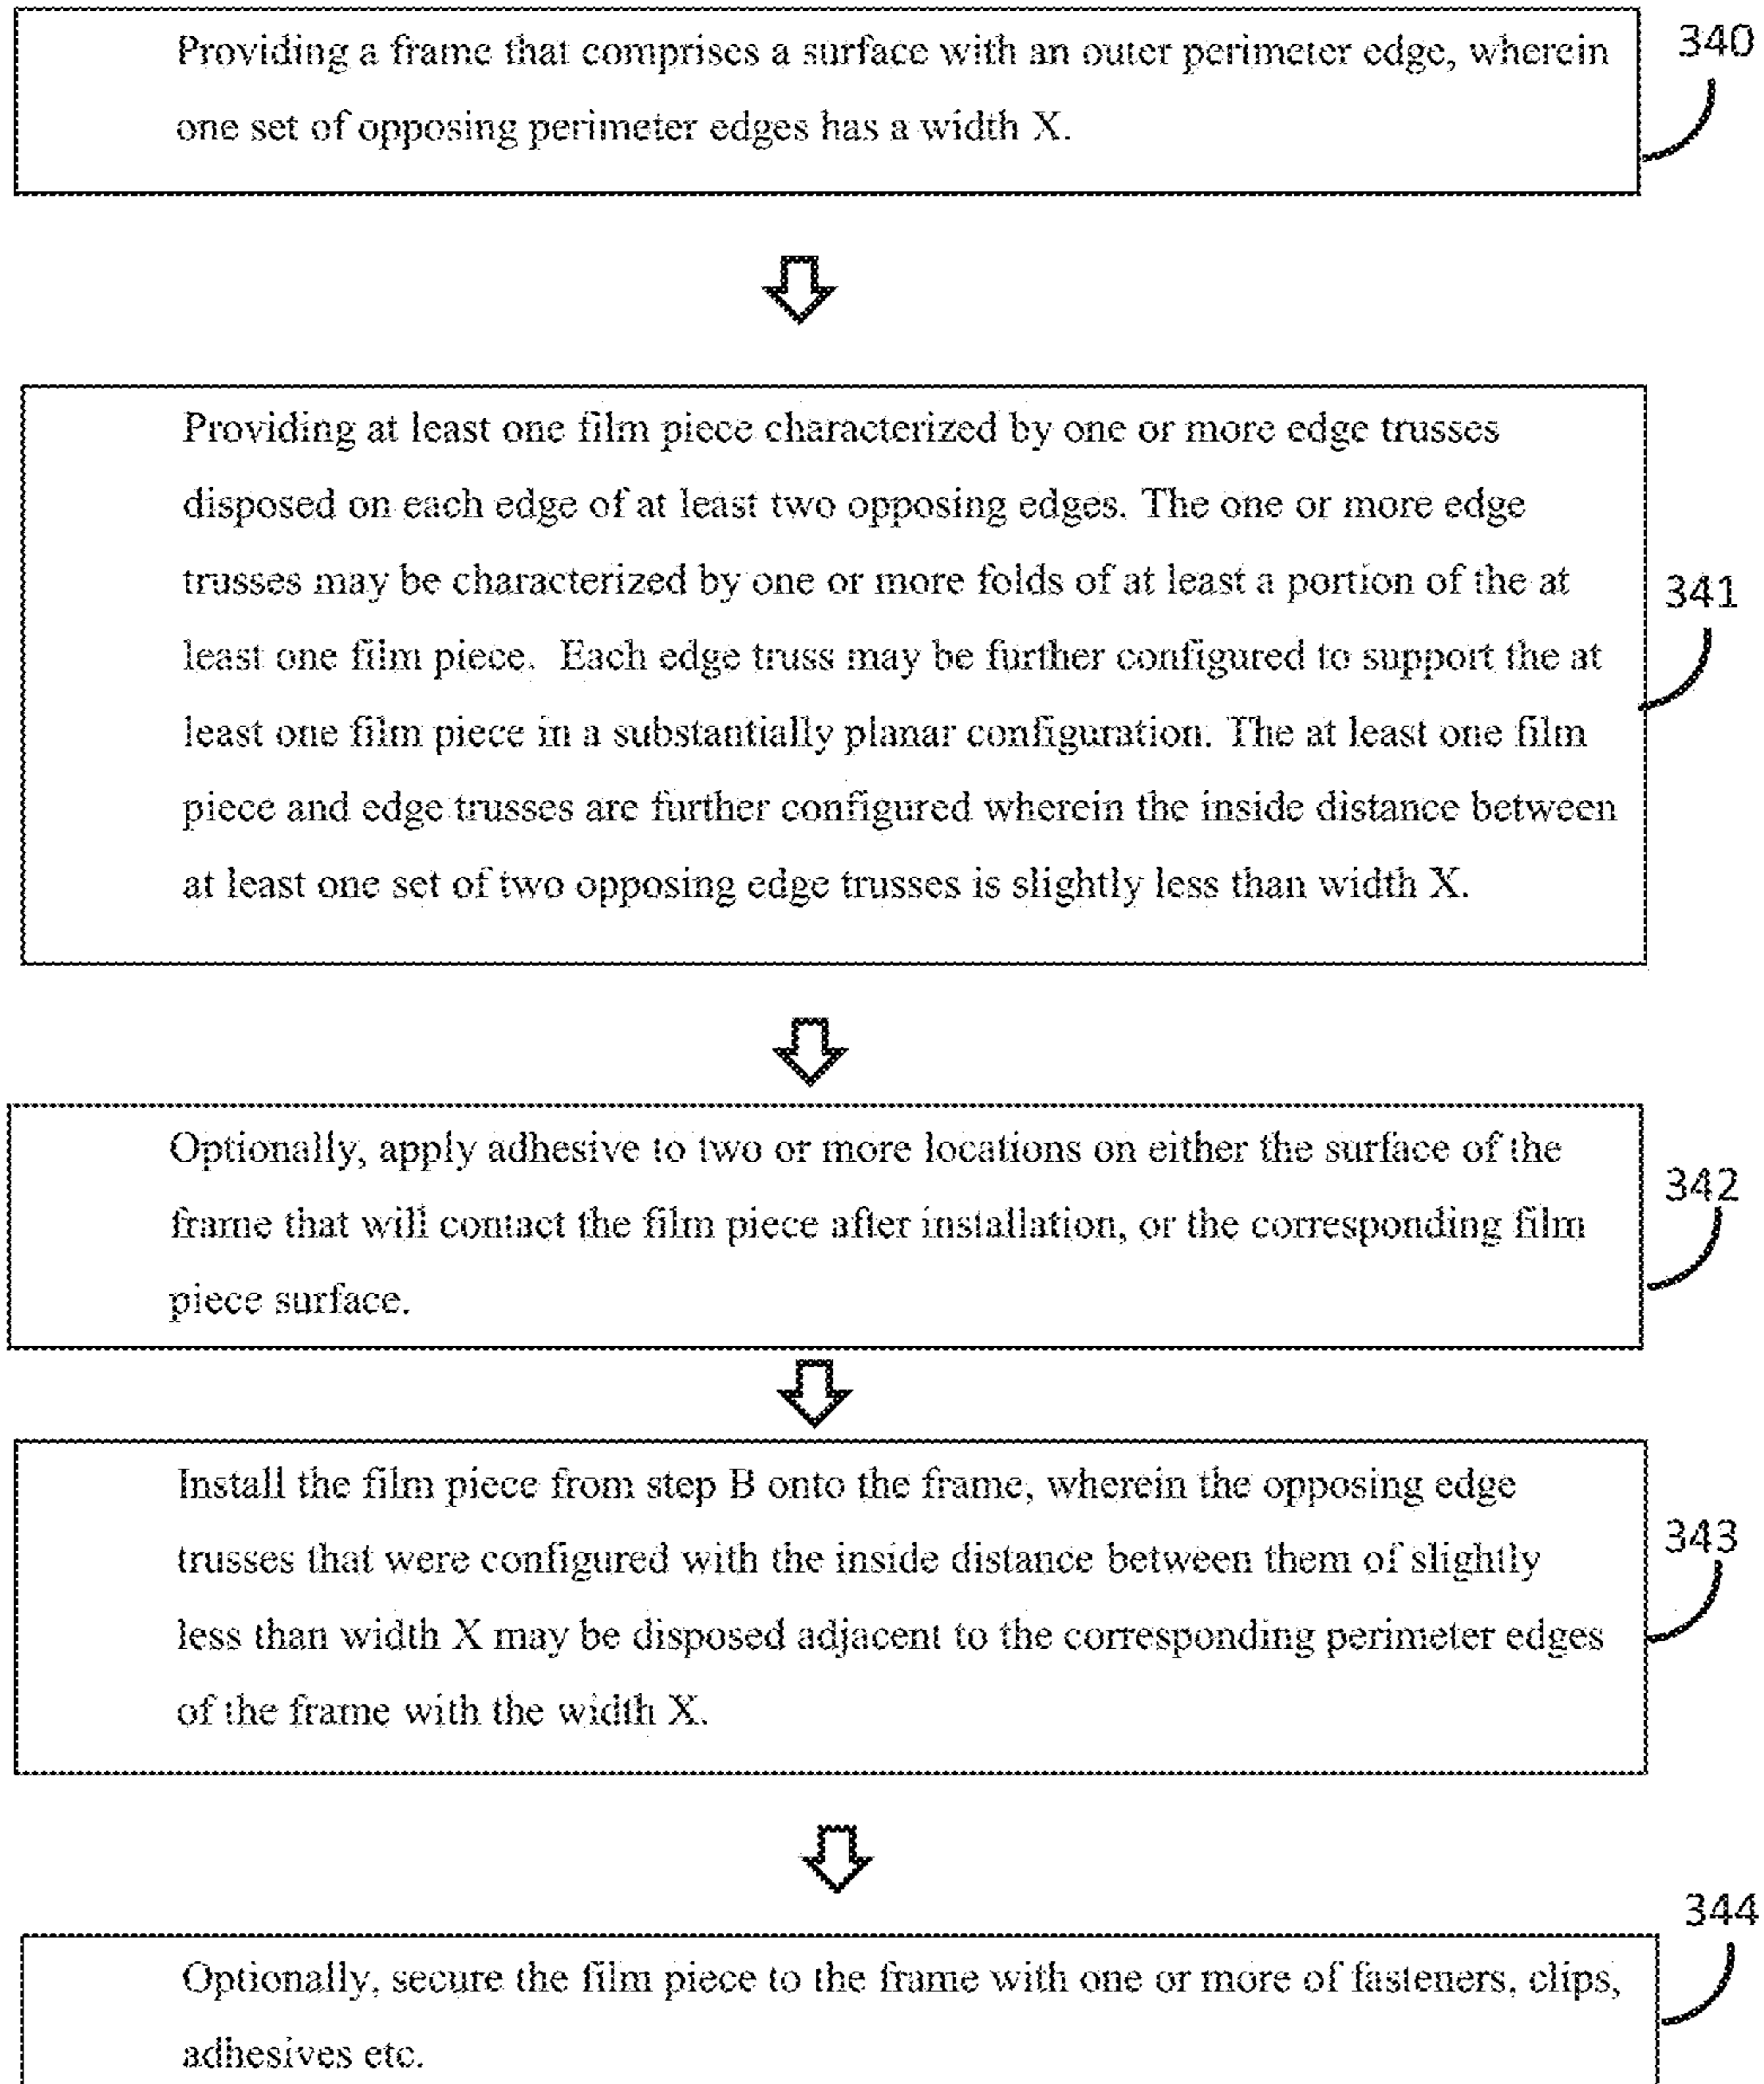 Providing a frame that comprises a surface with an outer perimeter edge, wherein
one set of opposing perimeter edges has a width X.
340
Providing at least one film piece characterized by one or more edge trusses
disposed on each edge of at least two opposing edges. The one or more edge
trusses may be characterized by one or more folds of at least a portion of the at
least one film piece. Each edge truss may be further configured to support the at
least one film piece in a substantially planar configuration. The at least one film
piece and edge trusses are further configured wherein the inside distance between
at least one set of two opposing edge trusses is slightly less than width X.
341
Optionally, apply adhesive to two or more locations on either the surface of the
frame that will contact the film piece after installation, or the corresponding film
piece surface.
342
Install the film piece from step B onto the frame, wherein the opposing edge
trusses that were configured with the inside distance between them of slightly
less than width X may be disposed adjacent to the corresponding perimeter edges
of the frame with the width X.
343
Optionally, secure the film piece to the frame with one or more of fasteners, clips,
adhesives etc.
344